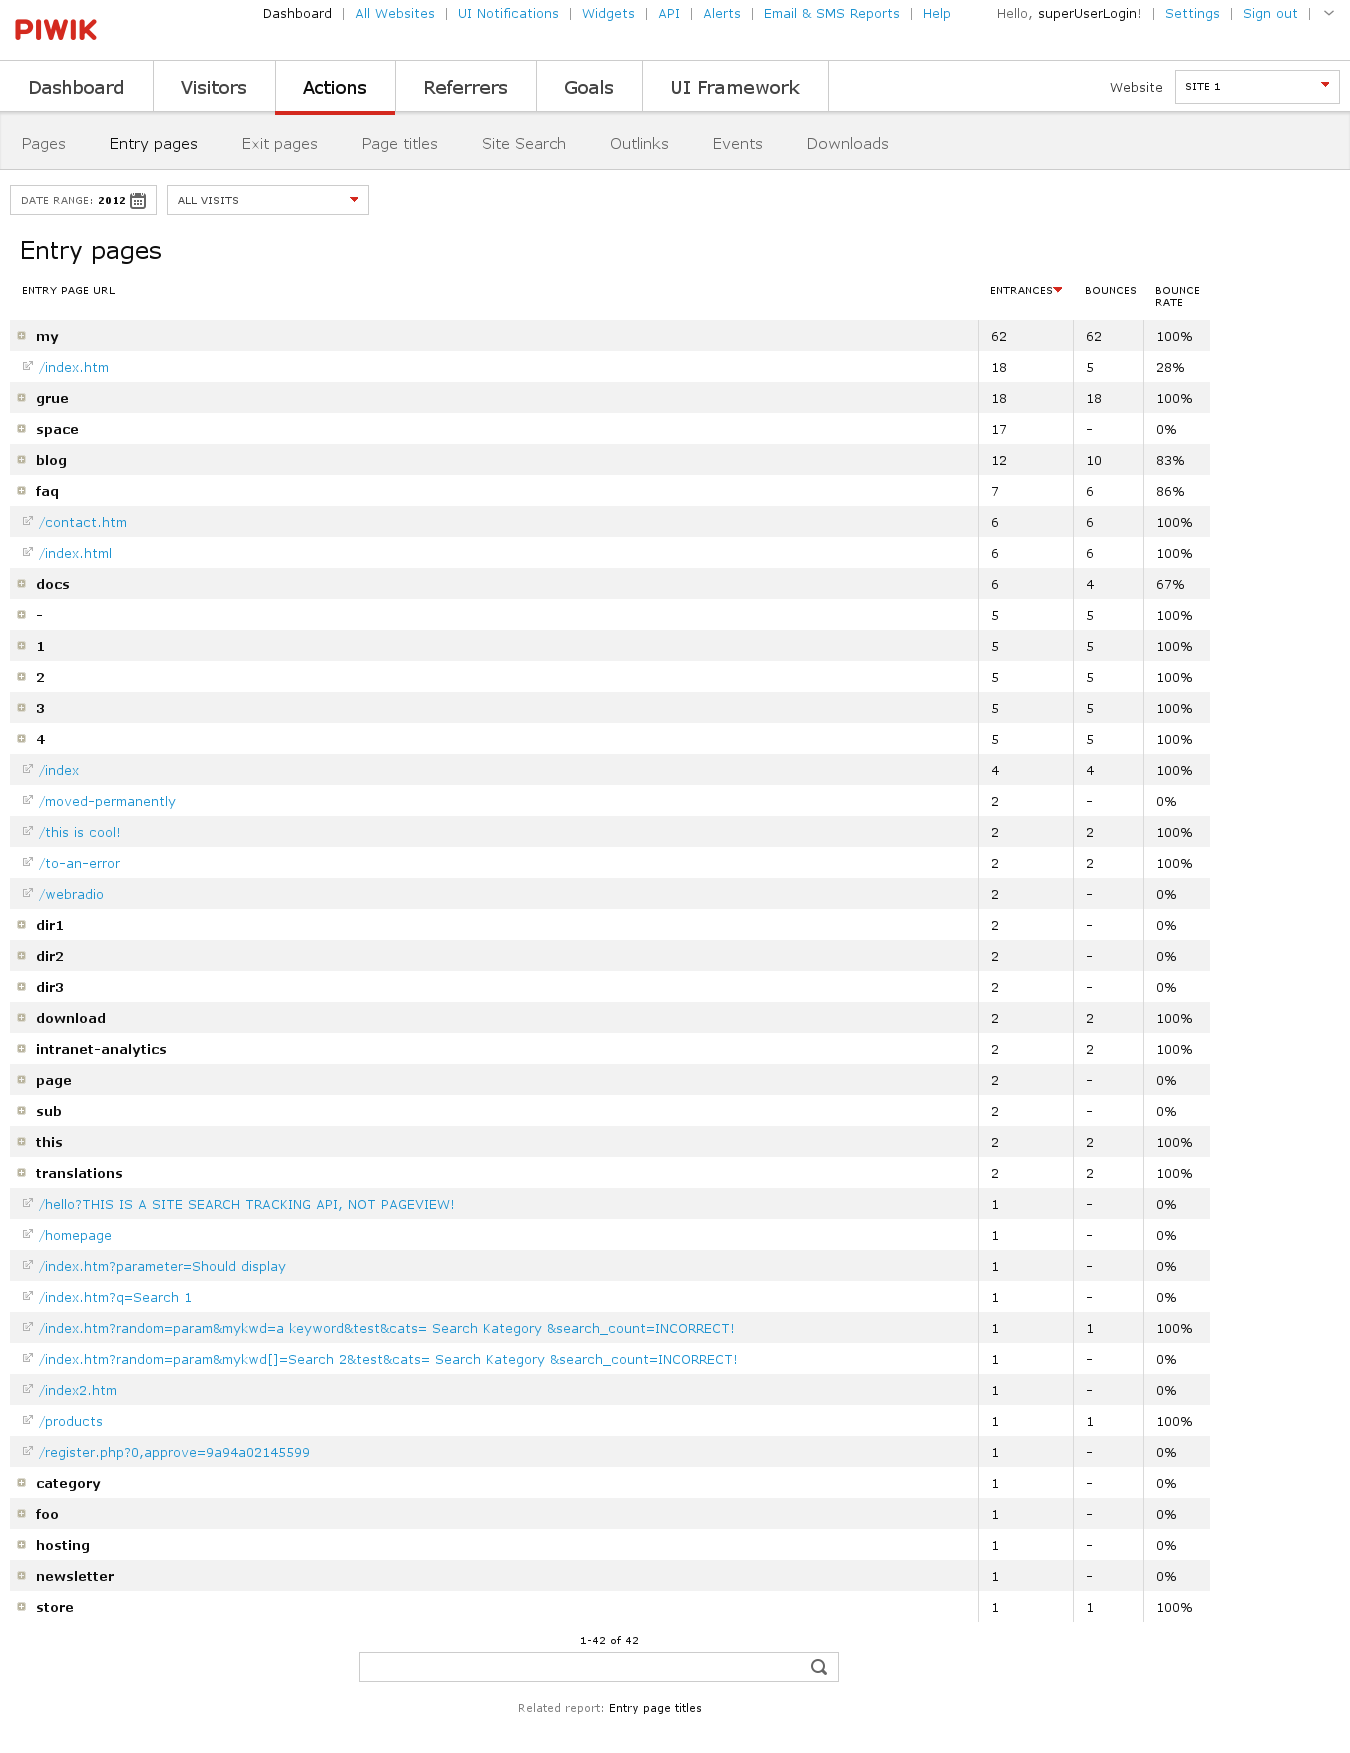 PIWIK
Dashboard | All Websites | UI Notifications | Widgets | API | Alerts | Email & SMS Reports | Help Hello, superUserLogin! | Settings | Sign out |
Dashboard Visitors Actions Referrers Goals UI Framework Website SITE 1
Pages Entry pages Exit pages Page titles Site Search Outlinks Events Downloads
DATE RANGE: 2012 ALL VISITS
Entry pages
ENTRY PAGE URL ENTRANCES BOUNCES BOUNCE RATE
my 62 62 100%
/index.htm 18 5 28%
grue 18 18 100%
space 17 - 0%
blog 12 10 83%
faq 7 6 86%
/contact.htm 6 6 100%
/index.html 6 6 100%
docs 6 4 67%
- 5 5 100%
1 5 5 100%
2 5 5 100%
3 5 5 100%
4 5 5 100%
/index 4 4 100%
/moved-permanently 2 - 0%
/this is cool! 2 2 100%
/to-an-error 2 2 100%
/webradio 2 - 0%
dir1 2 - 0%
dir2 2 - 0%
dir3 2 - 0%
download 2 2 100%
intranet-analytics 2 2 100%
page 2 - 0%
sub 2 - 0%
this 2 2 100%
translations 2 2 100%
/hello?THIS IS A SITE SEARCH TRACKING API, NOT PAGEVIEW! 1 - 0%
/homepage 1 - 0%
/index.htm?parameter=Should display 1 - 0%
/index.htm?q=Search 1 1 - 0%
/index.htm?random=param&mykwd=a keyword&test&cats= Search Kategory &search_count=INCORRECT! 1 1 100%
/index.htm?random=param&mykwd[]=Search 2&test&cats= Search Kategory &search_count=INCORRECT! 1 - 0%
/index2.htm 1 - 0%
/products 1 1 100%
/register.php?0,approve=9a94a02145599 1 - 0%
category 1 - 0%
foo 1 - 0%
hosting 1 - 0%
newsletter 1 - 0%
store 1 1 100%
1-42 of 42
Related report: Entry page titles